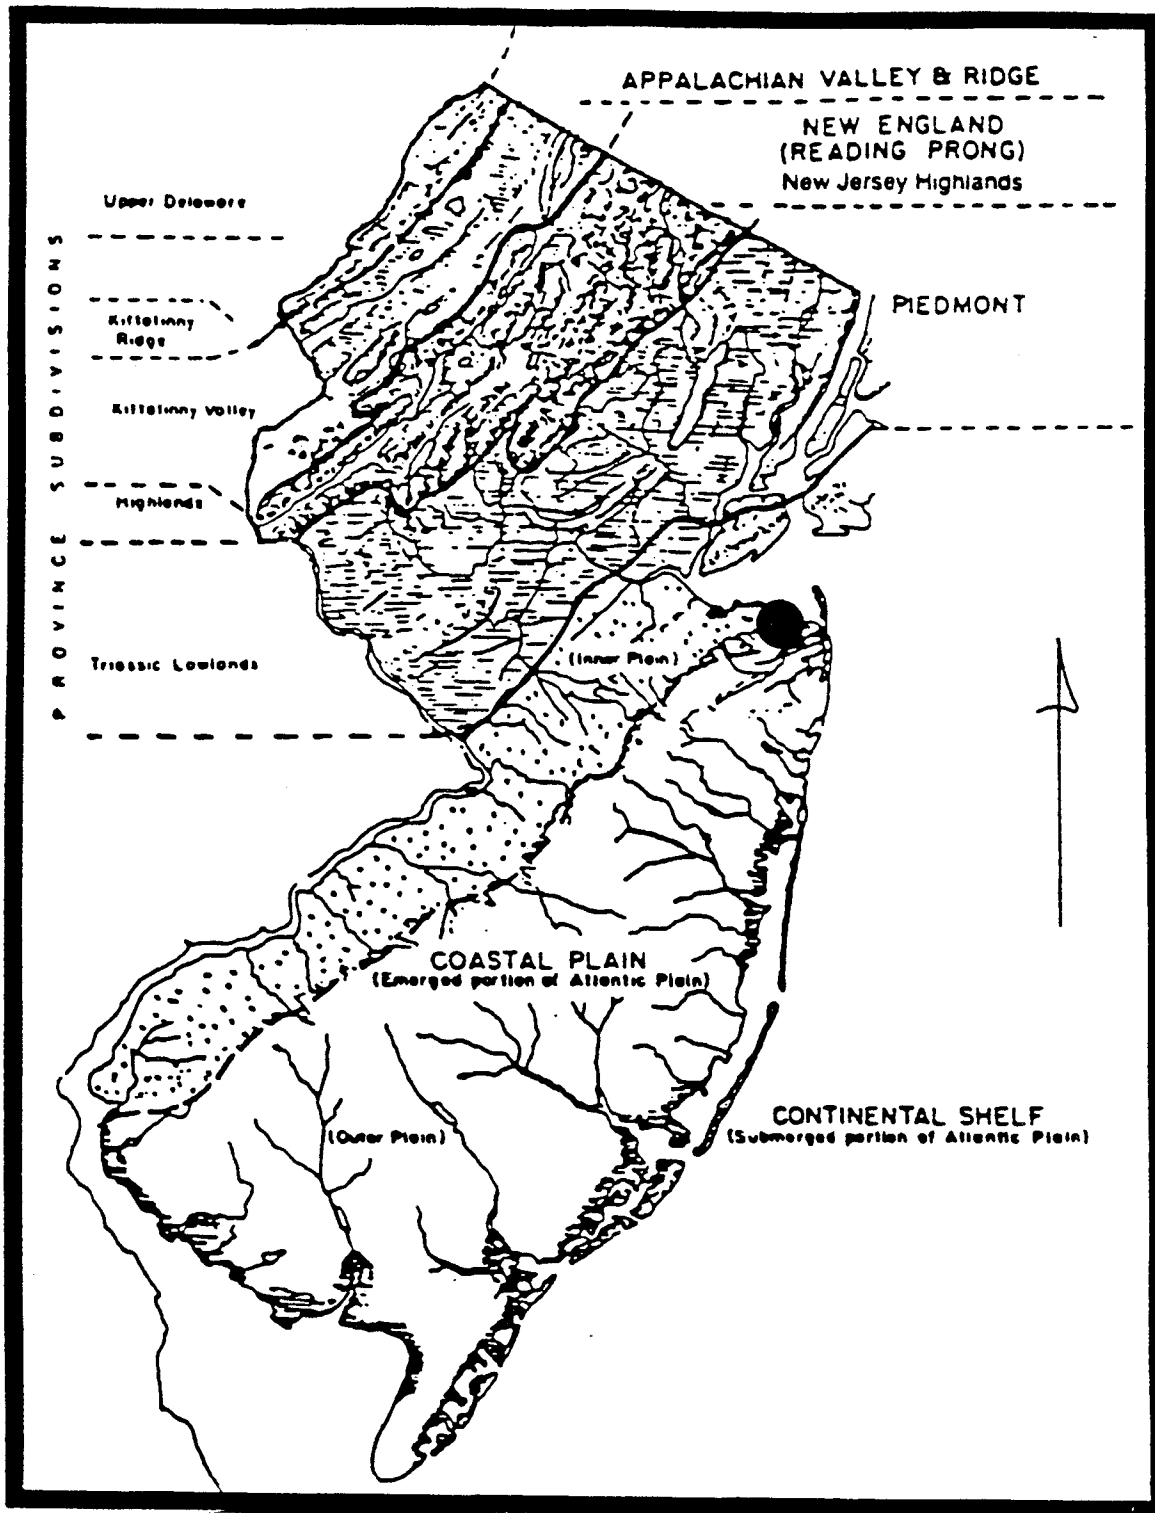 APPALACHIAN VALLEY & RIDGE
NEW ENGLAND
(READING PRONG)
New Jersey Highlands
Upper Delaware
PIEDMONT
Kittatinny
Ridge
Kittatinny Valley
Highlands
PROVINCE SUBDIVISIONS
Triassic Lowlands
(Inner Plain)
COASTAL PLAIN
(Emerged portion of Atlantic Plain)
CONTINENTAL SHELF
(Submerged portion of Atlantic Plain)
(Outer Plain)